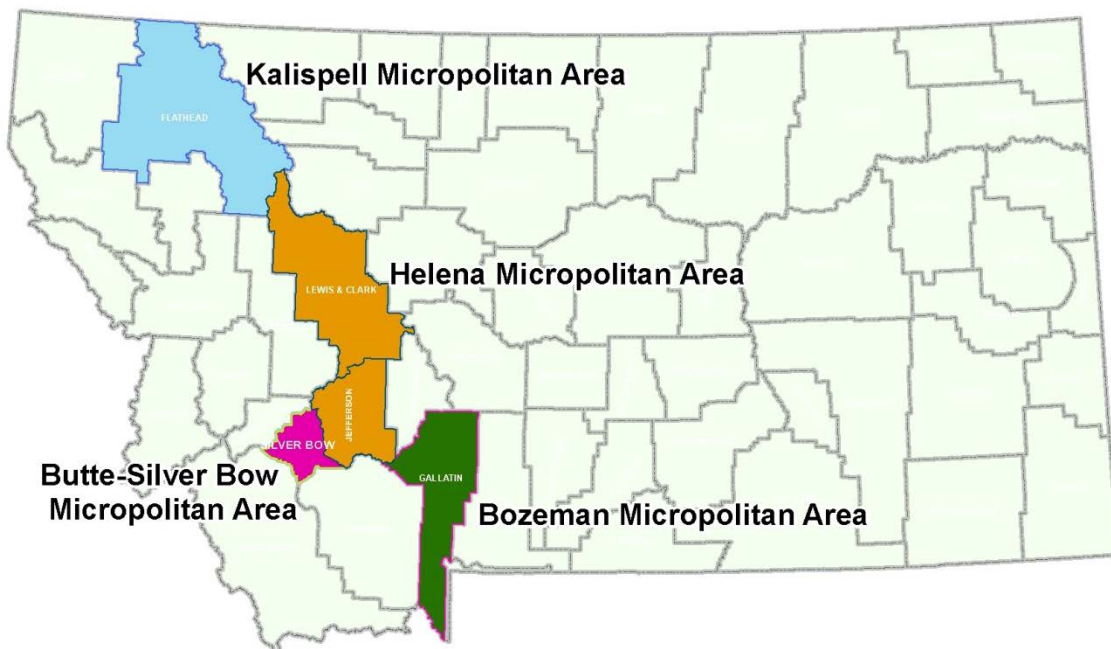 Kalispell Micropolitan Area
FLATHEAD
Helena Micropolitan Area
LEWIS & CLARK
JEFFERSON
SILVER BOW
Butte-Silver Bow
Micropolitan Area
GALLATIN
Bozeman Micropolitan Area